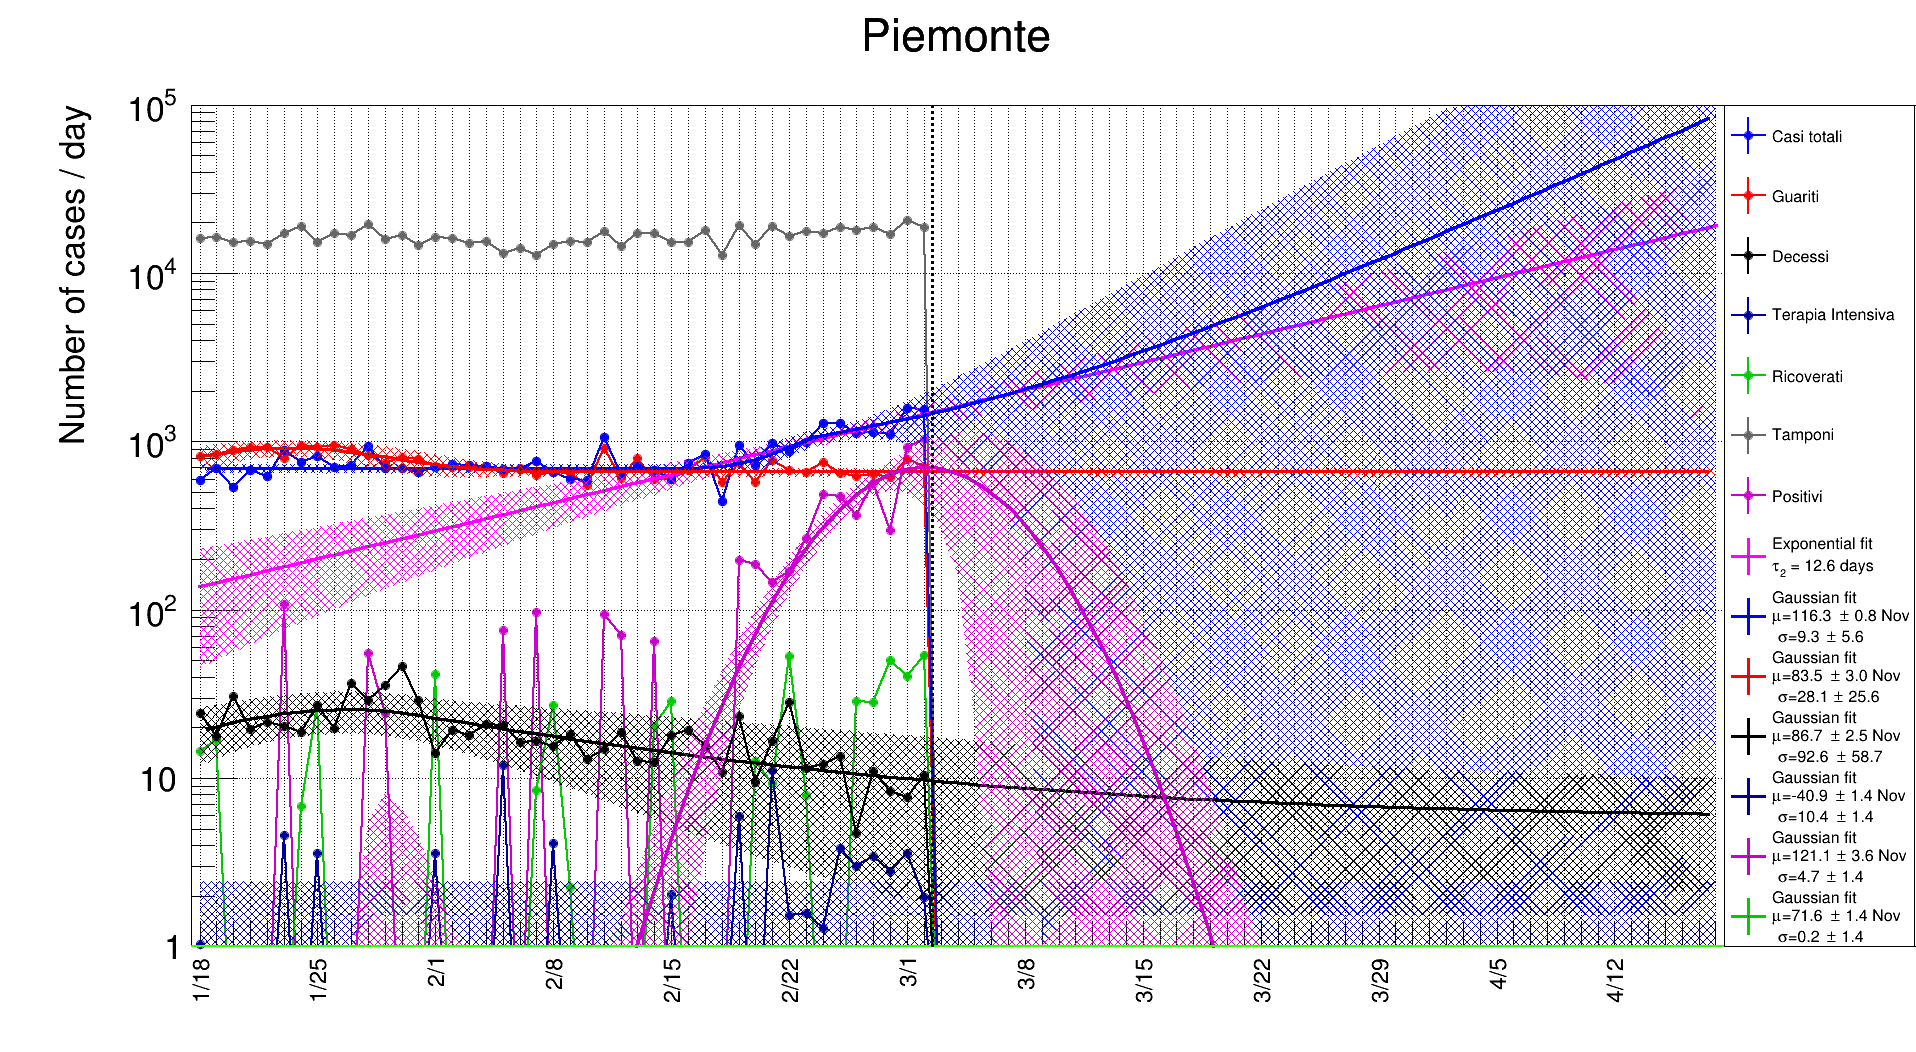 Piemonte
Number of cases / day
10^5
10^4
10^3
10^2
10
1
1/18
1/25
2/1
2/8
2/15
2/22
3/1
3/8
3/15
3/22
3/29
4/5
4/12
Casi totali
Guariti
Decessi
Terapia Intensiva
Ricoverati
Tamponi
Positivi
Exponential fit
τ2 = 12.6 days
Gaussian fit
μ=116.3 ± 0.8 Nov
σ=9.3 ± 5.6
Gaussian fit
μ=83.5 ± 3.0 Nov
σ=28.1 ± 25.6
Gaussian fit
μ=86.7 ± 2.5 Nov
σ=92.6 ± 58.7
Gaussian fit
μ=-40.9 ± 1.4 Nov
σ=10.4 ± 1.4
Gaussian fit
μ=121.1 ± 3.6 Nov
σ=4.7 ± 1.4
Gaussian fit
μ=71.6 ± 1.4 Nov
σ=0.2 ± 1.4